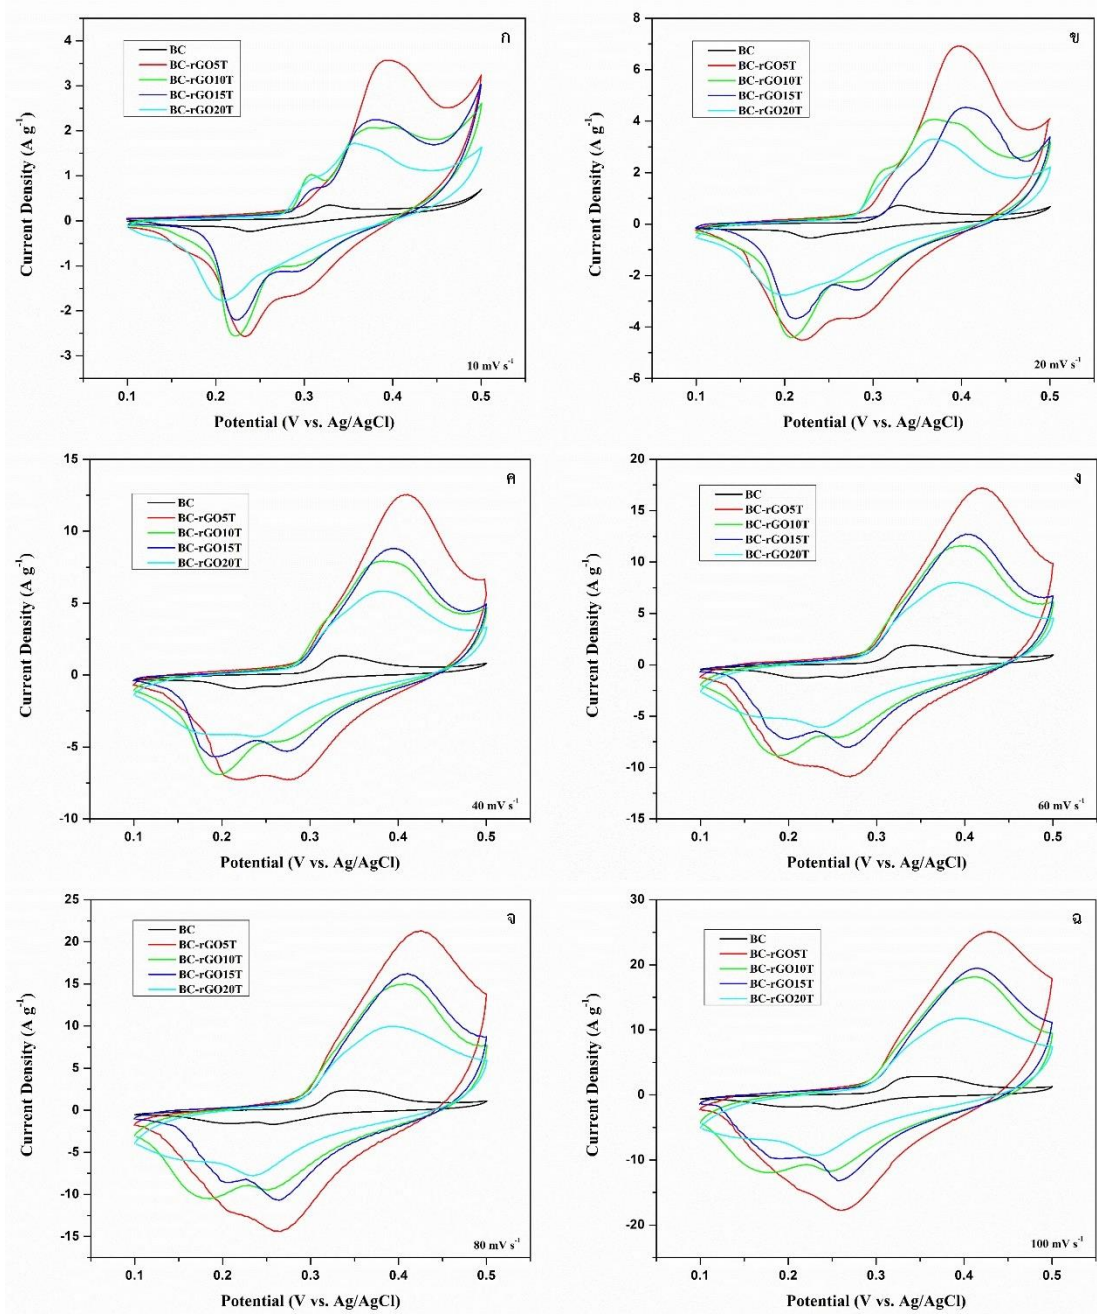 ก
4
3
2
1
0
-1
-2
-3
BC
BC-rGO5T
BC-rGO10T
BC-rGO15T
BC-rGO20T
10 mV s⁻¹
0.1 0.2 0.3 0.4 0.5
Potential (V vs. Ag/AgCl)
Current Density (A g⁻¹)
ข
8
6
4
2
0
-2
-4
-6
BC
BC-rGO5T
BC-rGO10T
BC-rGO15T
BC-rGO20T
20 mV s⁻¹
0.1 0.2 0.3 0.4 0.5
Potential (V vs. Ag/AgCl)
Current Density (A g⁻¹)
ค
15
10
5
0
-5
-10
BC
BC-rGO5T
BC-rGO10T
BC-rGO15T
BC-rGO20T
40 mV s⁻¹
0.1 0.2 0.3 0.4 0.5
Potential (V vs. Ag/AgCl)
Current Density (A g⁻¹)
ง
20
15
10
5
0
-5
-10
-15
BC
BC-rGO5T
BC-rGO10T
BC-rGO15T
BC-rGO20T
60 mV s⁻¹
0.1 0.2 0.3 0.4 0.5
Potential (V vs. Ag/AgCl)
Current Density (A g⁻¹)
จ
25
20
15
10
5
0
-5
-10
-15
BC
BC-rGO5T
BC-rGO10T
BC-rGO15T
BC-rGO20T
80 mV s⁻¹
0.1 0.2 0.3 0.4 0.5
Potential (V vs. Ag/AgCl)
Current Density (A g⁻¹)
ฉ
30
20
10
0
-10
-20
BC
BC-rGO5T
BC-rGO10T
BC-rGO15T
BC-rGO20T
100 mV s⁻¹
0.1 0.2 0.3 0.4 0.5
Potential (V vs. Ag/AgCl)
Current Density (A g⁻¹)